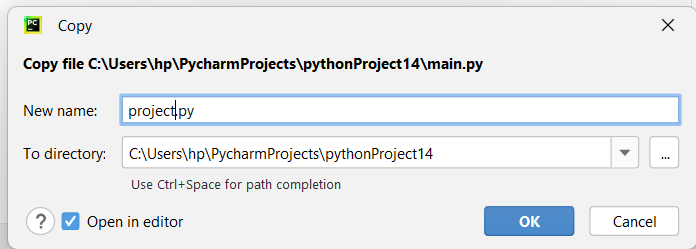 PC
Copy
Copy file C:\Users\hp\PycharmProjects\pythonProject14\main.py
New name: project.py
To directory: C:\Users\hp\PycharmProjects\pythonProject14 ...
Use Ctrl+Space for path completion
? Open in editor OK Cancel